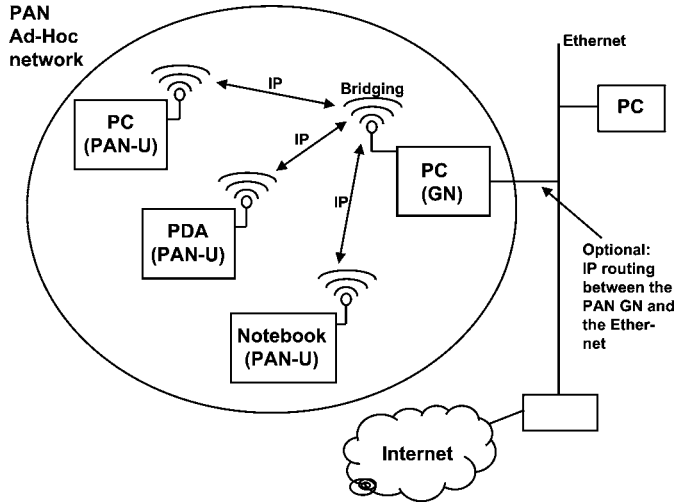 PAN
Ad-Hoc
network
Ethernet
IP
Bridging
PC
PC
(PAN-U)
IP
PC
(GN)
IP
PDA
(PAN-U)
Optional:
IP routing
between the
PAN GN and
the Ether-
net
Notebook
(PAN-U)
Internet